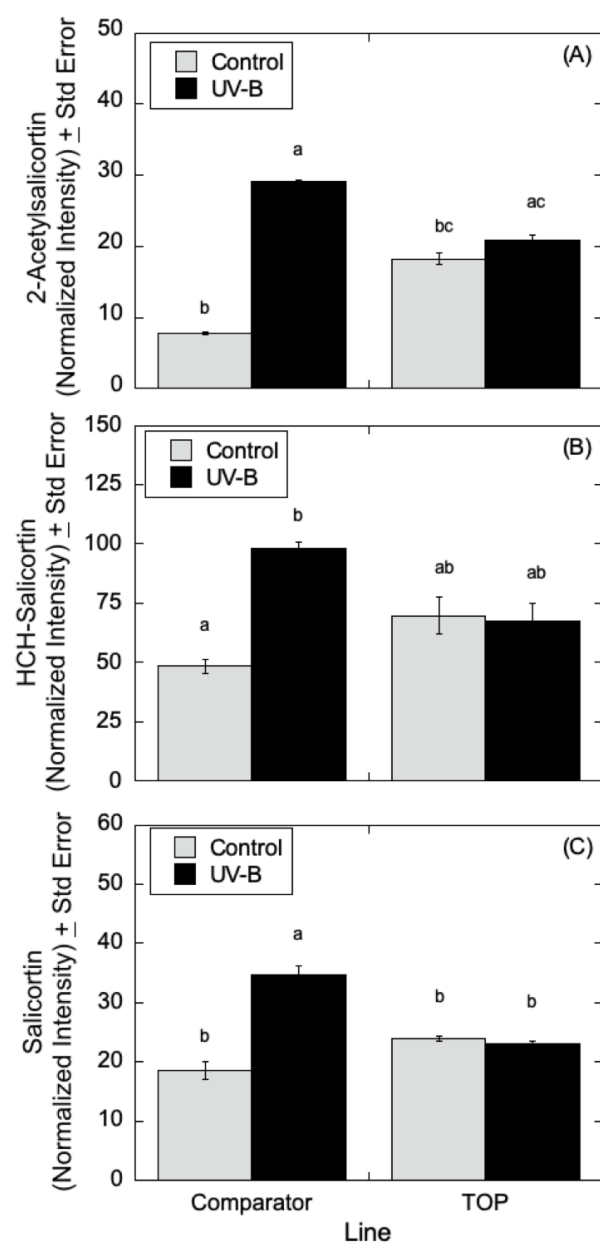 2-Acetylsalicortin
(Normalized Intensity) ± Std Error
50
40
30
20
10
0
Control
UV-B
(A)
b
a
bc
ac
HCH-Salicortin
(Normalized Intensity) ± Std Error
150
125
100
75
50
25
0
Control
UV-B
(B)
a
b
ab
ab
Salicortin
(Normalized Intensity) ± Std Error
60
50
40
30
20
10
0
Control
UV-B
(C)
b
a
b
b
Comparator TOP
Line